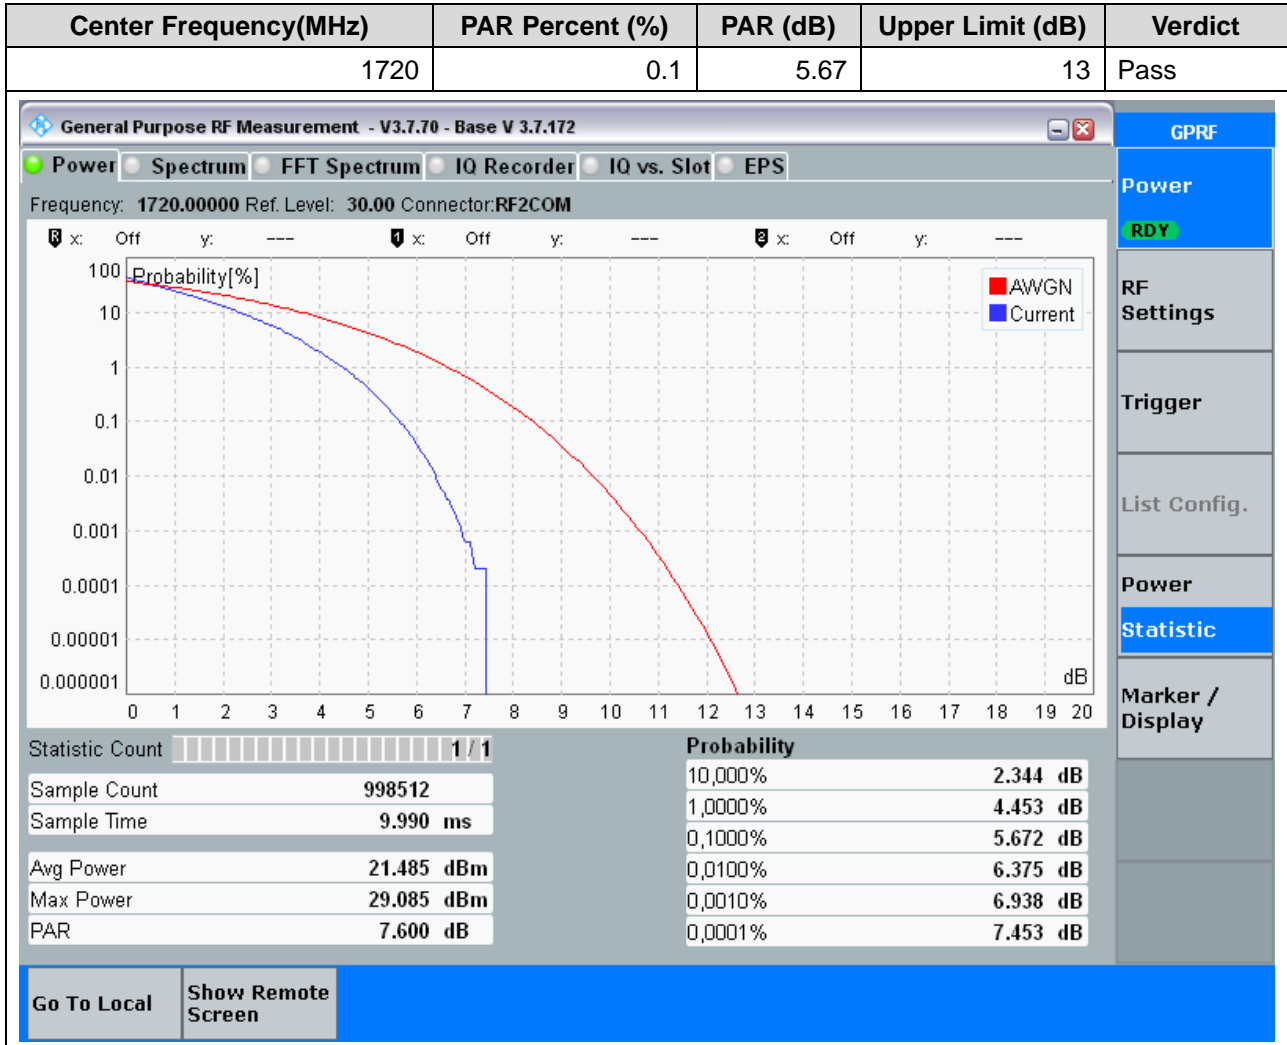 Center Frequency(MHz) PAR Percent (%) PAR (dB) Upper Limit (dB) Verdict
1720 0.1 5.67 13 Pass
General Purpose RF Measurement - V3.7.70 - Base V 3.7.172
GPRF
Power Spectrum FFT Spectrum IQ Recorder IQ vs. Slot EPS
Frequency: 1720.00000 Ref. Level: 30.00 Connector:RF2COM
R x: Off y: --- 1 x: Off y: --- 2 x: Off y: ---
Probability[%]
AWGN
Current
100
10
1
0.1
0.01
0.001
0.0001
0.00001
0.000001
dB
0 1 2 3 4 5 6 7 8 9 10 11 12 13 14 15 16 17 18 19 20
Statistic Count 1 / 1
Sample Count 998512
Sample Time 9.990 ms
Avg Power 21.485 dBm
Max Power 29.085 dBm
PAR 7.600 dB
Probability
10,000% 2.344 dB
1,0000% 4.453 dB
0,1000% 5.672 dB
0,0100% 6.375 dB
0,0010% 6.938 dB
0,0001% 7.453 dB
Power
RDY
RF
Settings
Trigger
List Config.
Power
Statistic
Marker /
Display
Go To Local
Show Remote
Screen